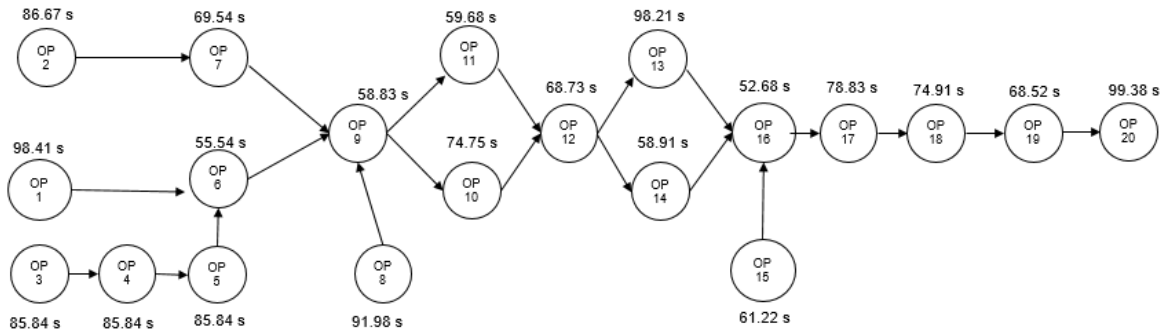 86.67 s
69.54 s
59.68 s
98.21 s
OP
2
OP
7
OP
11
OP
13
58.83 s
68.73 s
52.68 s
78.83 s
74.91 s
68.52 s
99.38 s
98.41 s
55.54 s
OP
9
74.75 s
OP
12
58.91 s
OP
16
OP
17
OP
18
OP
19
OP
20
OP
1
OP
6
OP
10
OP
14
OP
3
OP
4
OP
5
OP
8
OP
15
85.84 s
85.84 s
85.84 s
91.98 s
61.22 s